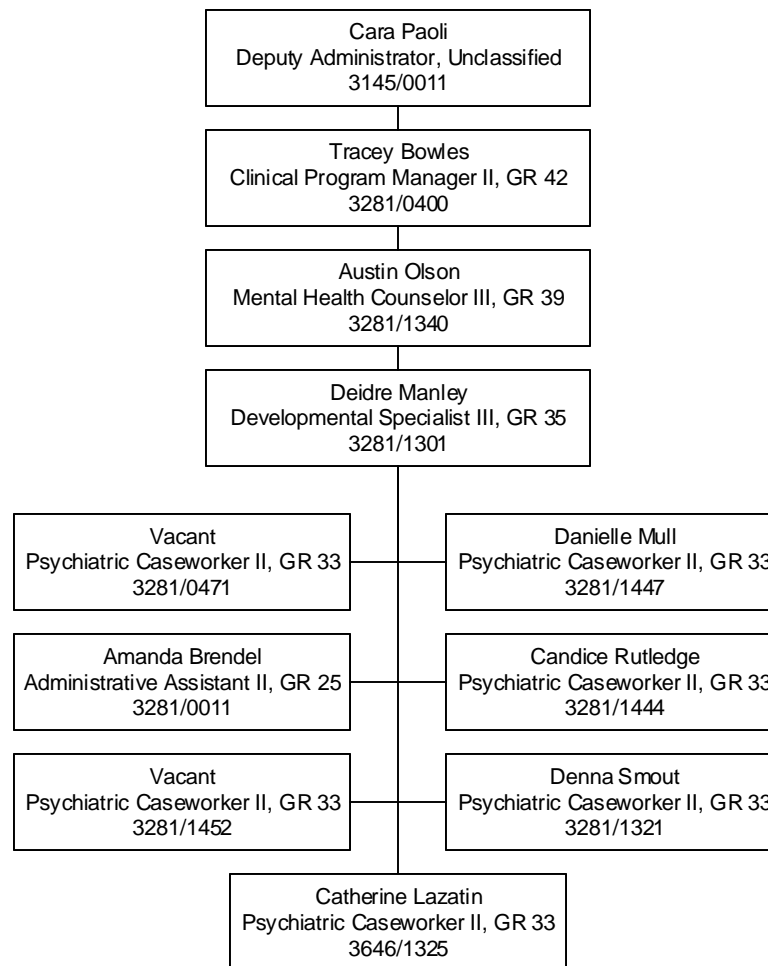 Cara Paoli
Deputy Administrator, Unclassified
3145/0011
Tracey Bowles
Clinical Program Manager II, GR 42
3281/0400
Austin Olson
Mental Health Counselor III, GR 39
3281/1340
Deidre Manley
Developmental Specialist III, GR 35
3281/1301
Vacant
Psychiatric Caseworker II, GR 33
3281/0471
Danielle Mull
Psychiatric Caseworker II, GR 33
3281/1447
Amanda Brendel
Administrative Assistant II, GR 25
3281/0011
Candice Rutledge
Psychiatric Caseworker II, GR 33
3281/1444
Vacant
Psychiatric Caseworker II, GR 33
3281/1452
Denna Smout
Psychiatric Caseworker II, GR 33
3281/1321
Catherine Lazatin
Psychiatric Caseworker II, GR 33
3646/1325